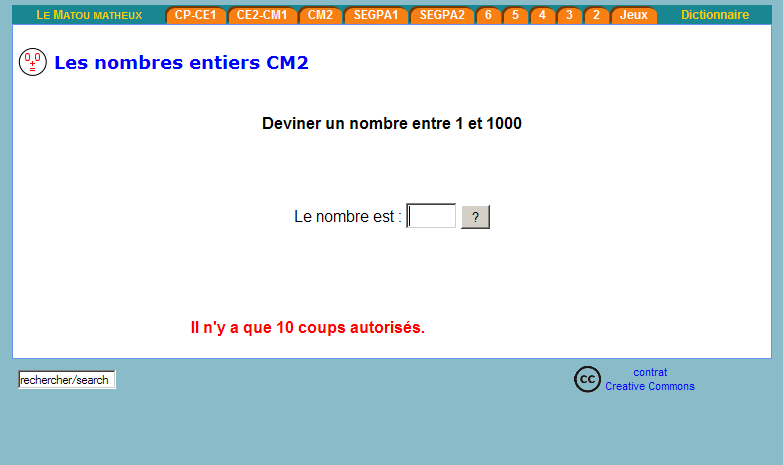 LE MATOU MATHEUX CP-CE1 CE2-CM1 CM2 SEGPA1 SEGPA2 6 5 4 3 2 Jeux Dictionnaire
0 0
+
=
Les nombres entiers CM2
Deviner un nombre entre 1 et 1000
Le nombre est : ?
Il n'y a que 10 coups autorisés.
rechercher/search
cc
contrat
Creative Commons